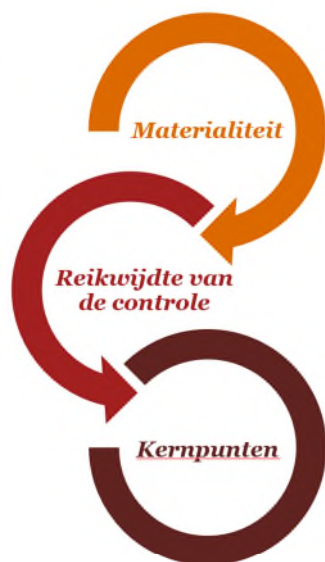 Materialiteit
Reikwijdte van
de controle
Kernpunten